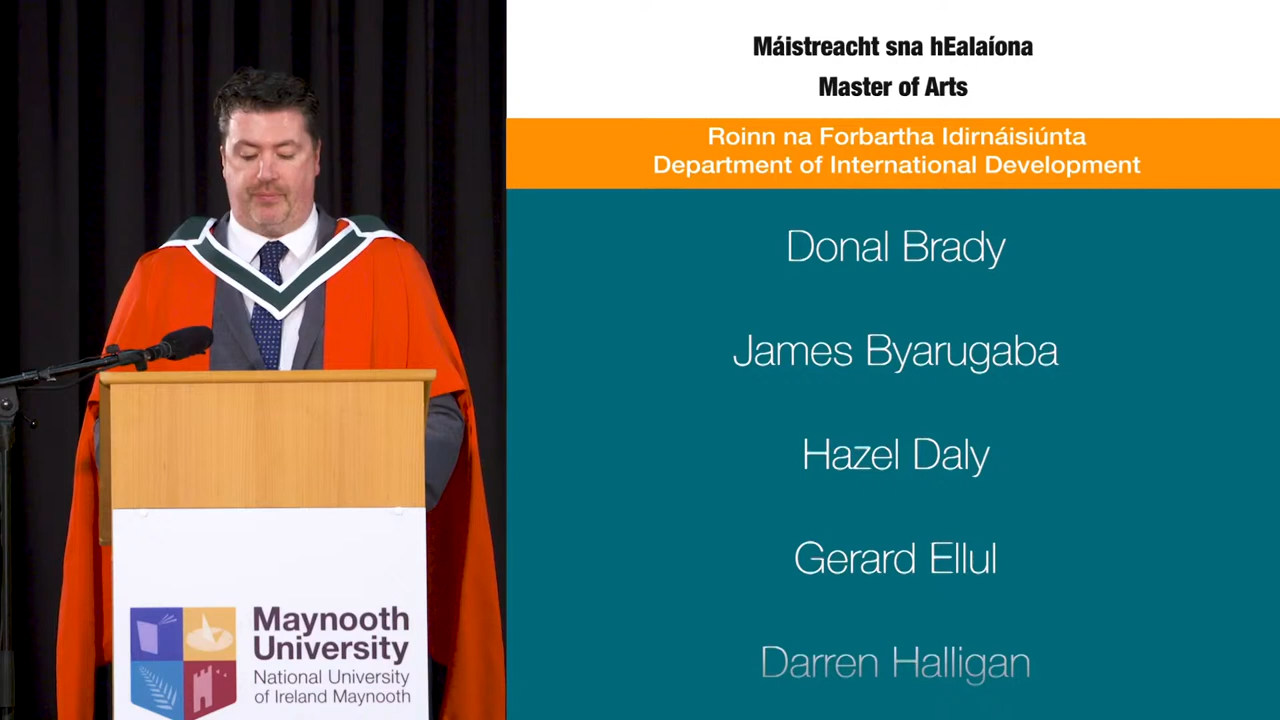 Máistreacht sna hEalaíona
Master of Arts
Roinn na Forbartha Idirnáisiúnta
Department of International Development
Donal Brady
James Byarugaba
Hazel Daly
Gerard Ellul
Darren Halligan
Maynooth
University
National University
of Ireland Maynooth